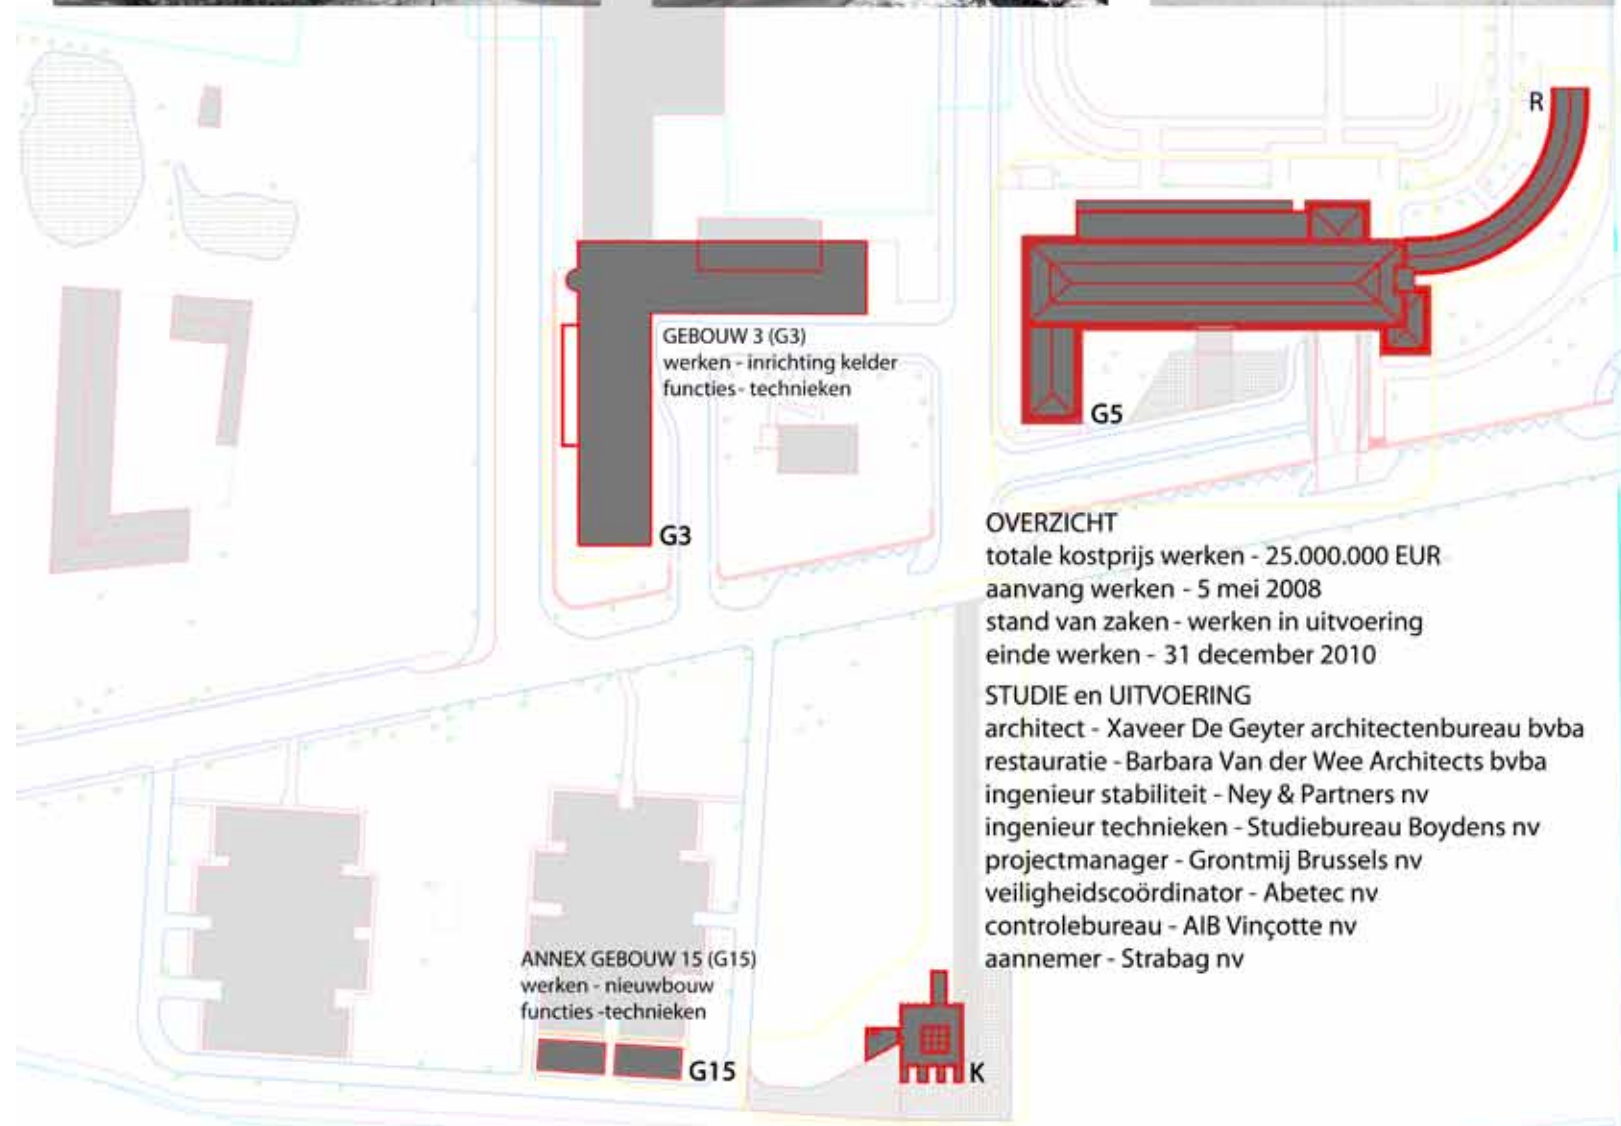 R
GEBOUW 3 (G3)
werken - inrichting kelder
functies - technieken
G5
G3
OVERZICHT
totale kostprijs werken - 25.000.000 EUR
aanvang werken - 5 mei 2008
stand van zaken - werken in uitvoering
einde werken - 31 december 2010
STUDIE en UITVOERING
architect - Xaveer De Geyter architectenbureau bvba
restauratie - Barbara Van der Wee Architects bvba
ingenieur stabiliteit - Ney & Partners nv
ingenieur technieken - Studiebureau Boydens nv
projectmanager - Grontmij Brussels nv
veiligheidscoördinator - Abetec nv
controlebureau - AIB Vinçotte nv
aannemer - Strabag nv
ANNEX GEBOUW 15 (G15)
werken - nieuwbouw
functies -technieken
G15
K